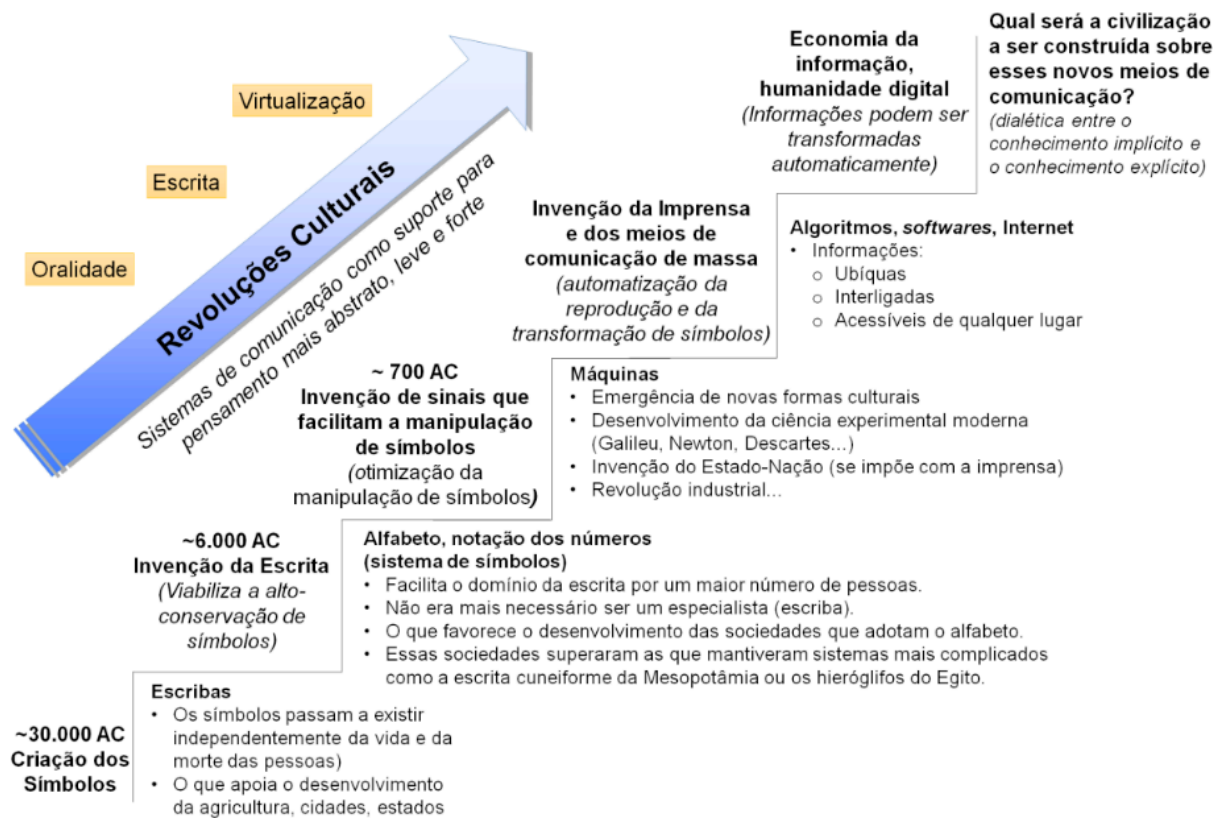 Qual será a civilização
a ser construída sobre
esses novos meios de
comunicação?
(dialética entre o
conhecimento implícito e
o conhecimento explícito)
Economia da
informação,
humanidade digital
(Informações podem ser
transformadas
automaticamente)
Virtualização
Escrita
Oralidade
Revoluções Culturais
Sistemas de comunicação como suporte para
pensamento mais abstrato, leve e forte
Invenção da Imprensa
e dos meios de
comunicação de massa
(automatização da
reprodução e da
transformação de símbolos)
Algoritmos, softwares, Internet
• Informações:
o Ubíquas
o Interligadas
o Acessíveis de qualquer lugar
~ 700 AC
Invenção de sinais que
facilitam a manipulação
de símbolos
(otimização da
manipulação de símbolos)
Máquinas
• Emergência de novas formas culturais
• Desenvolvimento da ciência experimental moderna
(Galileu, Newton, Descartes...)
• Invenção do Estado-Nação (se impõe com a imprensa)
• Revolução industrial...
~6.000 AC
Invenção da Escrita
(Viabiliza a alto-
conservação de
símbolos)
Alfabeto, notação dos números
(sistema de símbolos)
• Facilita o domínio da escrita por um maior número de pessoas.
• Não era mais necessário ser um especialista (escriba).
• O que favorece o desenvolvimento das sociedades que adotam o alfabeto.
• Essas sociedades superaram as que mantiveram sistemas mais complicados
como a escrita cuneiforme da Mesopotâmia ou os hieróglifos do Egito.
~30.000 AC
Criação dos
Símbolos
Escribas
• Os símbolos passam a existir
independentemente da vida e da
morte das pessoas)
• O que apoia o desenvolvimento
da agricultura, cidades, estados